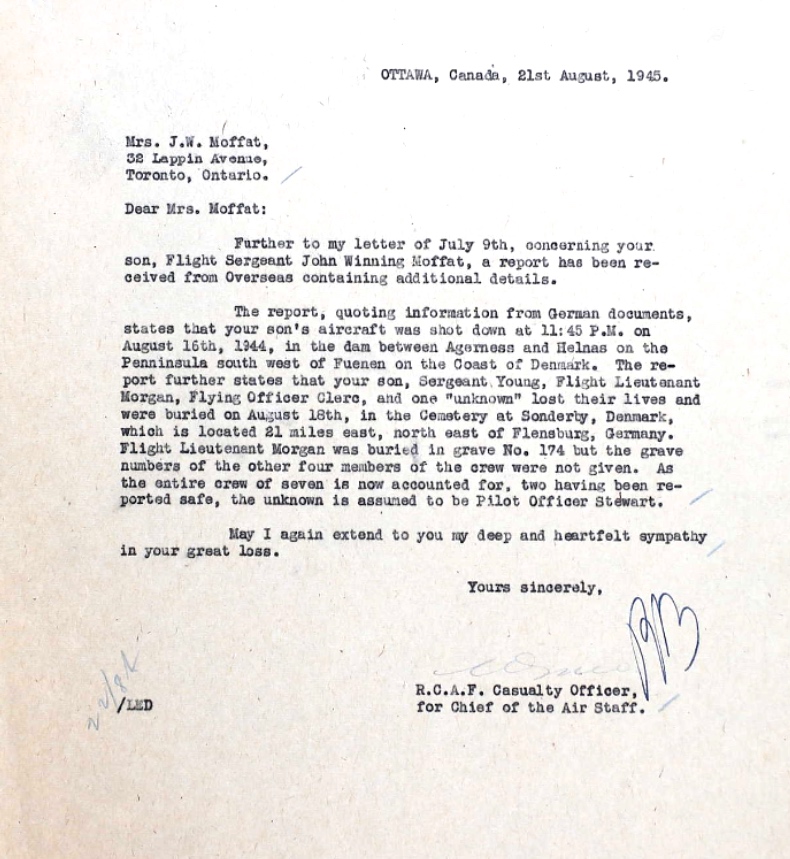 OTTAWA, Canada, 21st August, 1945.
Mrs. J.W. Moffat,
32 Lappin Avenue,
Toronto, Ontario.
Dear Mrs. Moffat:
Further to my letter of July 9th, concerning your
son, Flight Sergeant John Winning Moffat, a report has been re-
ceived from Overseas containing additional details.
The report, quoting information from German documents,
states that your son's aircraft was shot down at 11:45 P.M. on
August 16th, 1944, in the dam between Agerness and Helnas on the
Penninsula south west of Fuenen on the Coast of Denmark. The re-
port further states that your son, Sergeant Young, Flight Lieutenant
Morgan, Flying Officer Clerc, and one "unknown" lost their lives and
were buried on August 18th, in the Cemetery at Sonderby, Denmark,
which is located 21 miles east, north east of Flensburg, Germany.
Flight Lieutenant Morgan was buried in grave No. 174 but the grave
numbers of the other four members of the crew were not given. As
the entire crew of seven is now accounted for, two having been re-
ported safe, the unknown is assumed to be Pilot Officer Stewart.
May I again extend to you my deep and heartfelt sympathy
in your great loss.
Yours sincerely,
R.C.A.F. Casualty Officer,
for Chief of the Air Staff.
/LED